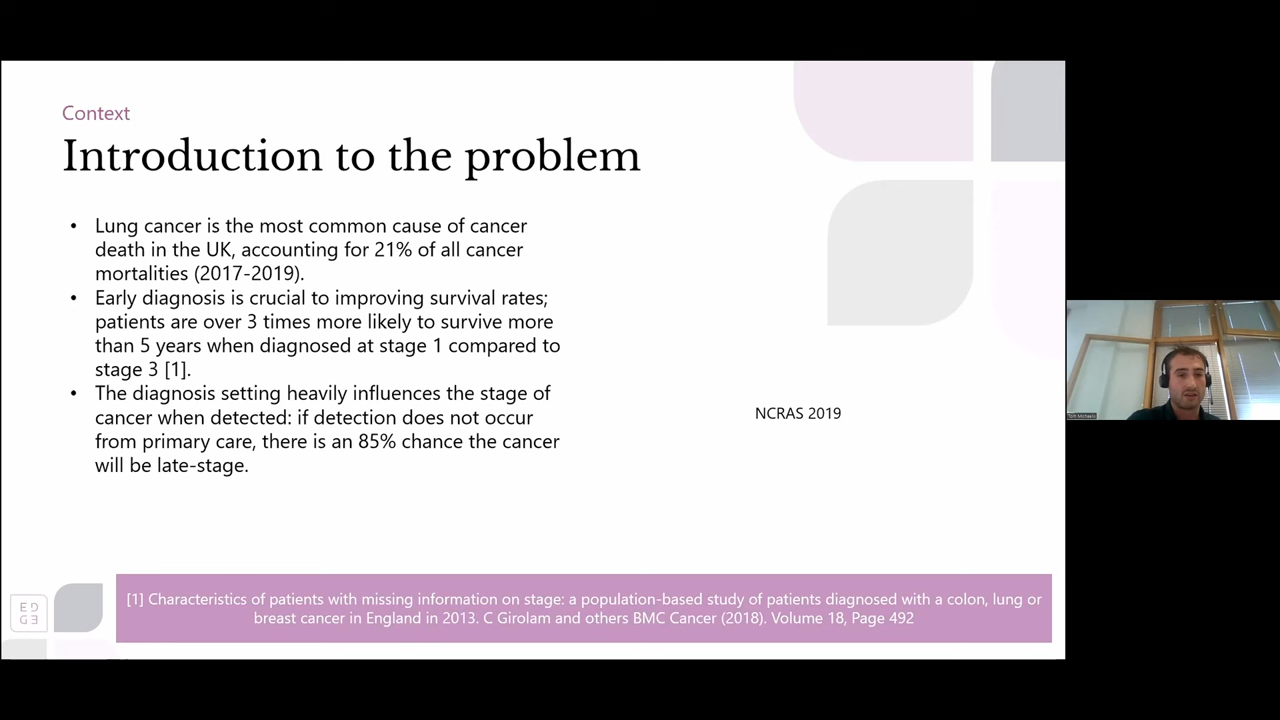 Context
Introduction to the problem
• Lung cancer is the most common cause of cancer
death in the UK, accounting for 21% of all cancer
mortalities (2017-2019).
• Early diagnosis is crucial to improving survival rates;
patients are over 3 times more likely to survive more
than 5 years when diagnosed at stage 1 compared to
stage 3 [1].
• The diagnosis setting heavily influences the stage of
cancer when detected: if detection does not occur
from primary care, there is an 85% chance the cancer
will be late-stage.
NCRAS 2019
[1] Characteristics of patients with missing information on stage: a population-based study of patients diagnosed with a colon, lung or
breast cancer in England in 2013. C Girolam and others BMC Cancer (2018). Volume 18, Page 492
ED
GE
Tom Michaels